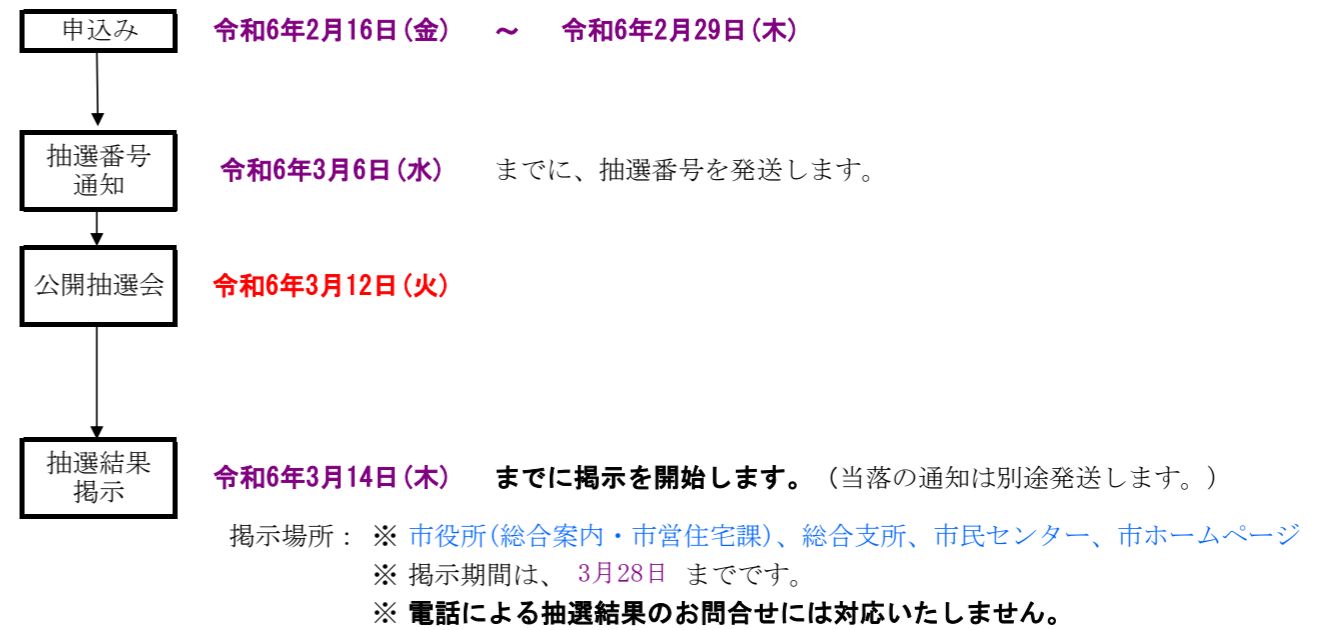 申込み 令和6年2月16日(金) ～ 令和6年2月29日(木)
抽選番号
通知
令和6年3月6日(水) までに、抽選番号を発送します。
公開抽選会 令和6年3月12日(火)
抽選結果
掲示
令和6年3月14日(木) までに掲示を開始します。(当落の通知は別途発送します。)
掲示場所： ※ 市役所(総合案内・市営住宅課)、総合支所、市民センター、市ホームページ
※ 掲示期間は、 3月28日 までです。
※ 電話による抽選結果のお問合せには対応いたしません。